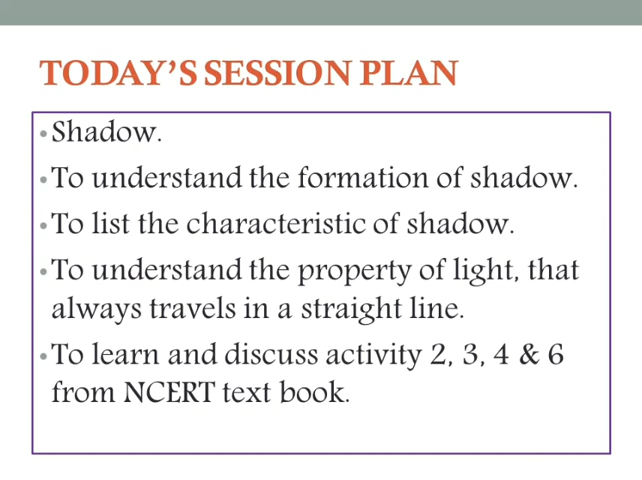 TODAY'S SESSION PLAN
•Shadow.
•To understand the formation of shadow.
•To list the characteristic of shadow.
•To understand the property of light, that
always travels in a straight line.
•To learn and discuss activity 2, 3, 4 & 6
from NCERT text book.